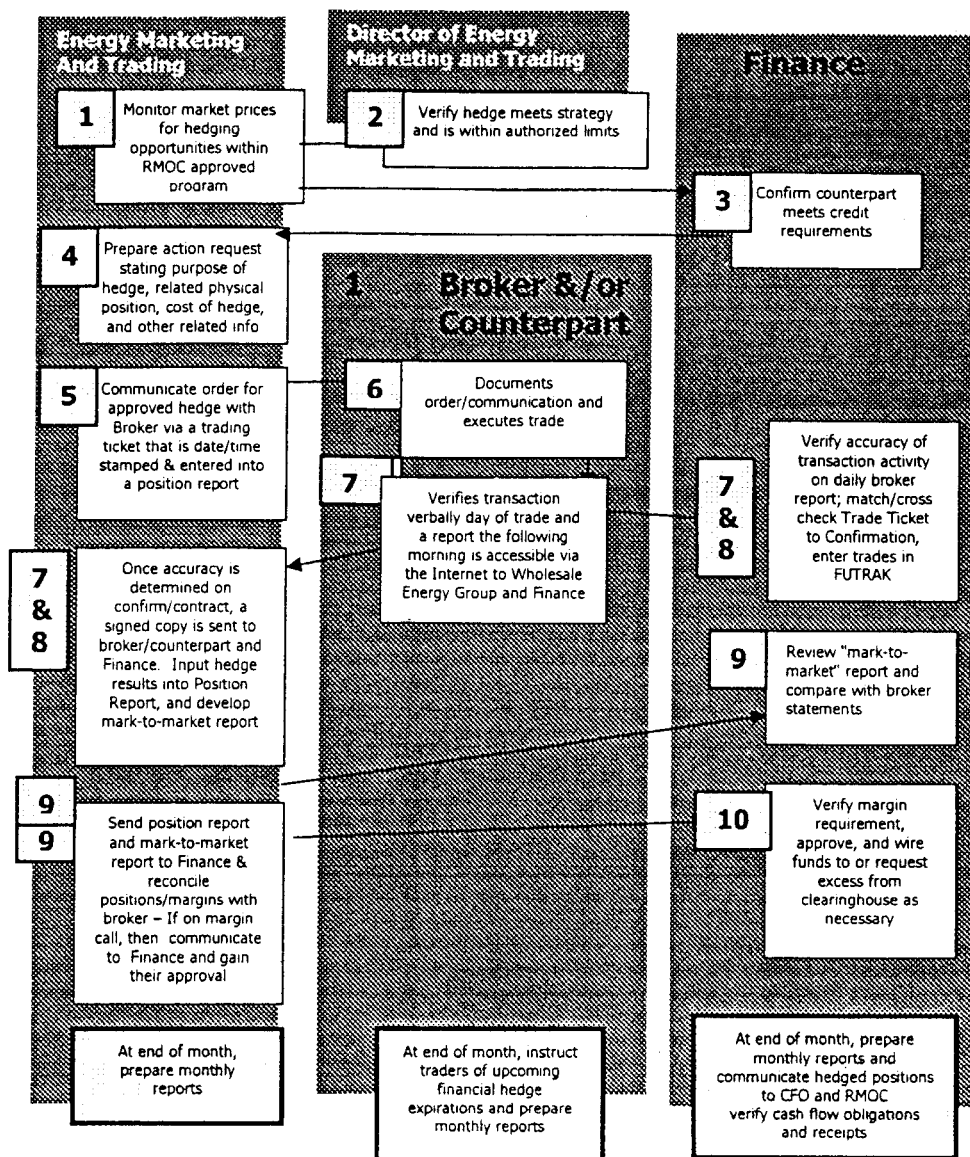 Energy Marketing
And Trading
Director of Energy
Marketing and Trading
Finance
1
Monitor market prices
for hedging
opportunities within
RMOC approved
program
2
Verify hedge meets strategy
and is within authorized limits
3
Confirm counterpart
meets credit
requirements
4
Prepare action request
stating purpose of
hedge, related physical
position, cost of hedge,
and other related info
1 Broker &/or
Counterpart
5
Communicate order for
approved hedge with
Broker via a trading
ticket that is date/time
stamped & entered into
a position report
6
Documents
order/communication and
executes trade
7
Verifies transaction
verbally day of trade and
a report the following
morning is accessible via
the Internet to Wholesale
Energy Group and Finance
7
&
8
Verify accuracy of
transaction activity
on daily broker
report; match/cross
check Trade Ticket
to Confirmation,
enter trades in
FUTRAK
7
&
8
Once accuracy is
determined on
confirm/contract, a
signed copy is sent to
broker/counterpart and
Finance. Input hedge
results into Position
Report, and develop
mark-to-market report
9
Review "mark-to-
market" report and
compare with broker
statements
9
9
Send position report
and mark-to-market
report to Finance &
reconcile
positions/margins with
broker – If on margin
call, then communicate
to Finance and gain
their approval
10
Verify margin
requirement,
approve, and wire
funds to or request
excess from
clearinghouse as
necessary
At end of month,
prepare monthly
reports
At end of month, instruct
traders of upcoming
financial hedge
expirations and prepare
monthly reports
At end of month, prepare
monthly reports and
communicate hedged positions
to CFO and RMOC
verify cash flow obligations
and receipts